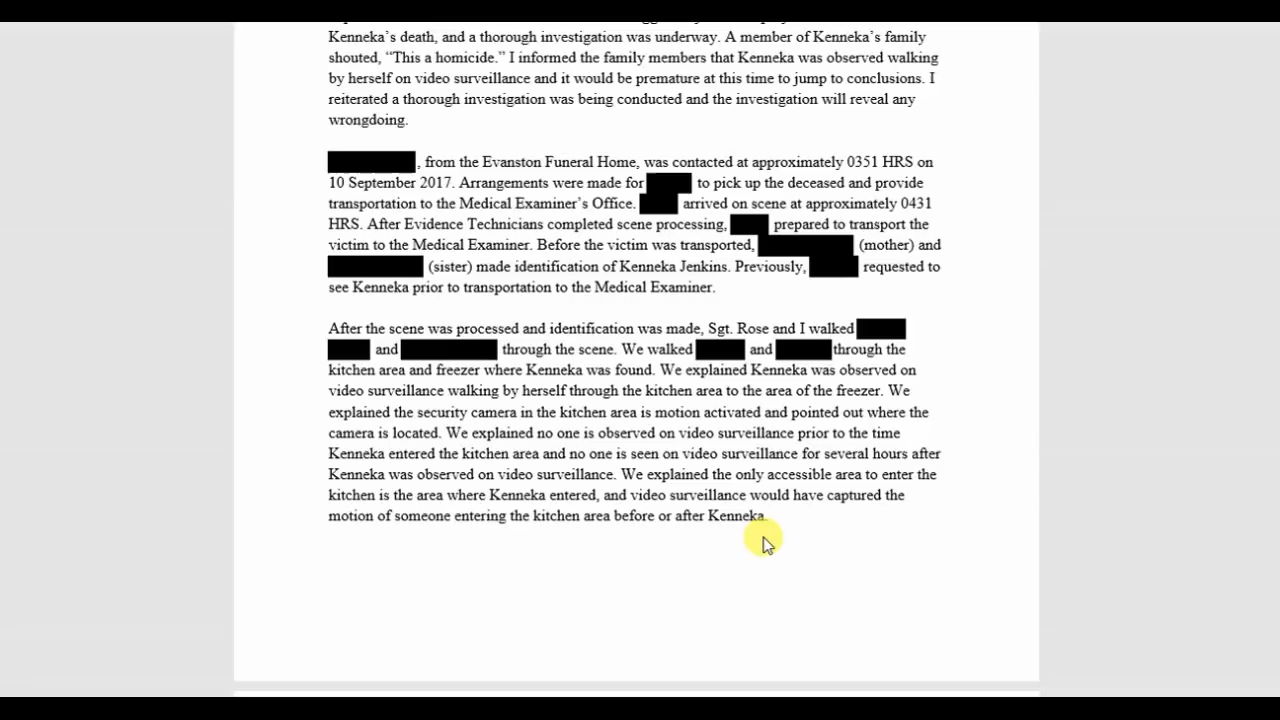 Kenneka's death, and a thorough investigation was underway. A member of Kenneka's family
shouted, "This a homicide." I informed the family members that Kenneka was observed walking
by herself on video surveillance and it would be premature at this time to jump to conclusions. I
reiterated a thorough investigation was being conducted and the investigation will reveal any
wrongdoing.
, from the Evanston Funeral Home, was contacted at approximately 0351 HRS on
10 September 2017. Arrangements were made for to pick up the deceased and provide
transportation to the Medical Examiner's Office. arrived on scene at approximately 0431
HRS. After Evidence Technicians completed scene processing, prepared to transport the
victim to the Medical Examiner. Before the victim was transported, (mother) and
(sister) made identification of Kenneka Jenkins. Previously, requested to
see Kenneka prior to transportation to the Medical Examiner.
After the scene was processed and identification was made, Sgt. Rose and I walked
and through the scene. We walked and through the
kitchen area and freezer where Kenneka was found. We explained Kenneka was observed on
video surveillance walking by herself through the kitchen area to the area of the freezer. We
explained the security camera in the kitchen area is motion activated and pointed out where the
camera is located. We explained no one is observed on video surveillance prior to the time
Kenneka entered the kitchen area and no one is seen on video surveillance for several hours after
Kenneka was observed on video surveillance. We explained the only accessible area to enter the
kitchen is the area where Kenneka entered, and video surveillance would have captured the
motion of someone entering the kitchen area before or after Kenneka.